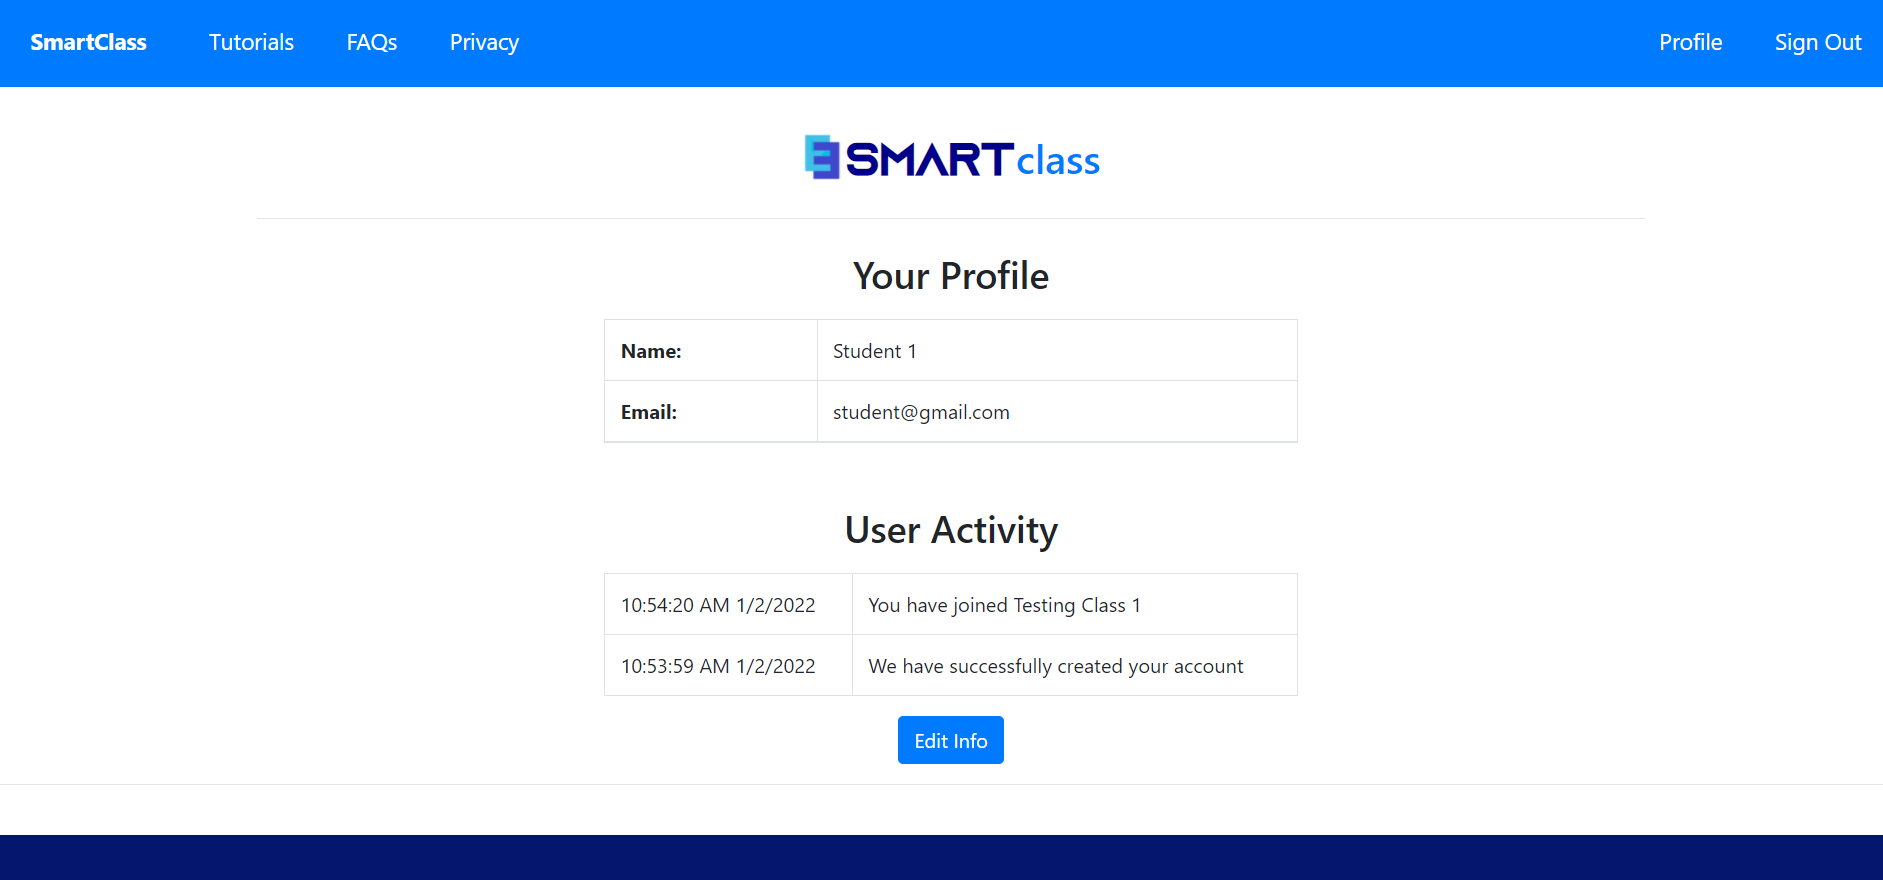 SmartClass Tutorials FAQs Privacy Profile Sign Out
SMART class
Your Profile
Name: Student 1
Email: student@gmail.com
User Activity
10:54:20 AM 1/2/2022 You have joined Testing Class 1
10:53:59 AM 1/2/2022 We have successfully created your account
Edit Info